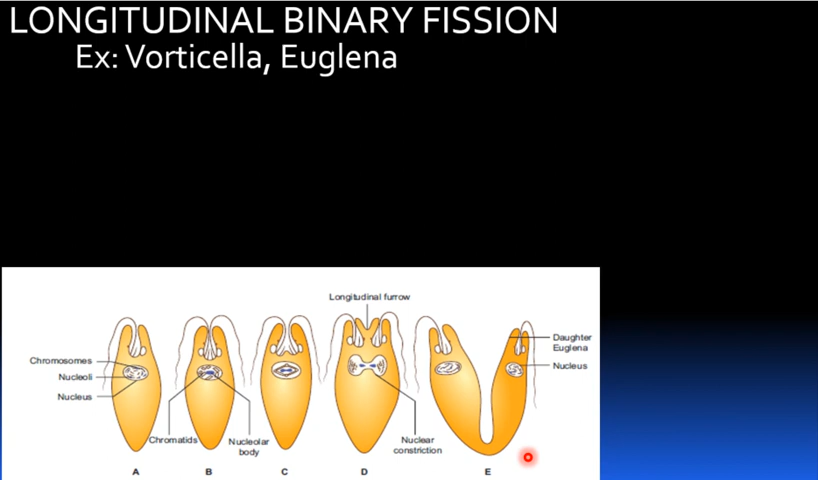 LONGITUDINAL BINARY FISSION
Ex: Vorticella, Euglena
Longitudinal furrow
Chromosomes
Nucleoli
Nucleus
Chromatids
Nucleolar
body
Nuclear
constriction
Daughter
Euglena
Nucleus
A
B
C
D
E